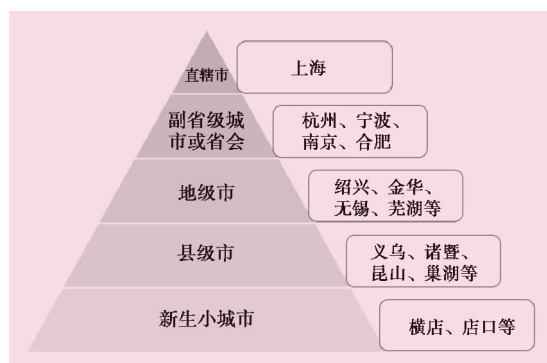 直辖市
上海
副省级城
市或省会
杭州、宁波、
南京、合肥
地级市
绍兴、金华、
无锡、芜湖等
县级市
义乌、诸暨、
昆山、巢湖等
新生小城市
横店、店口等